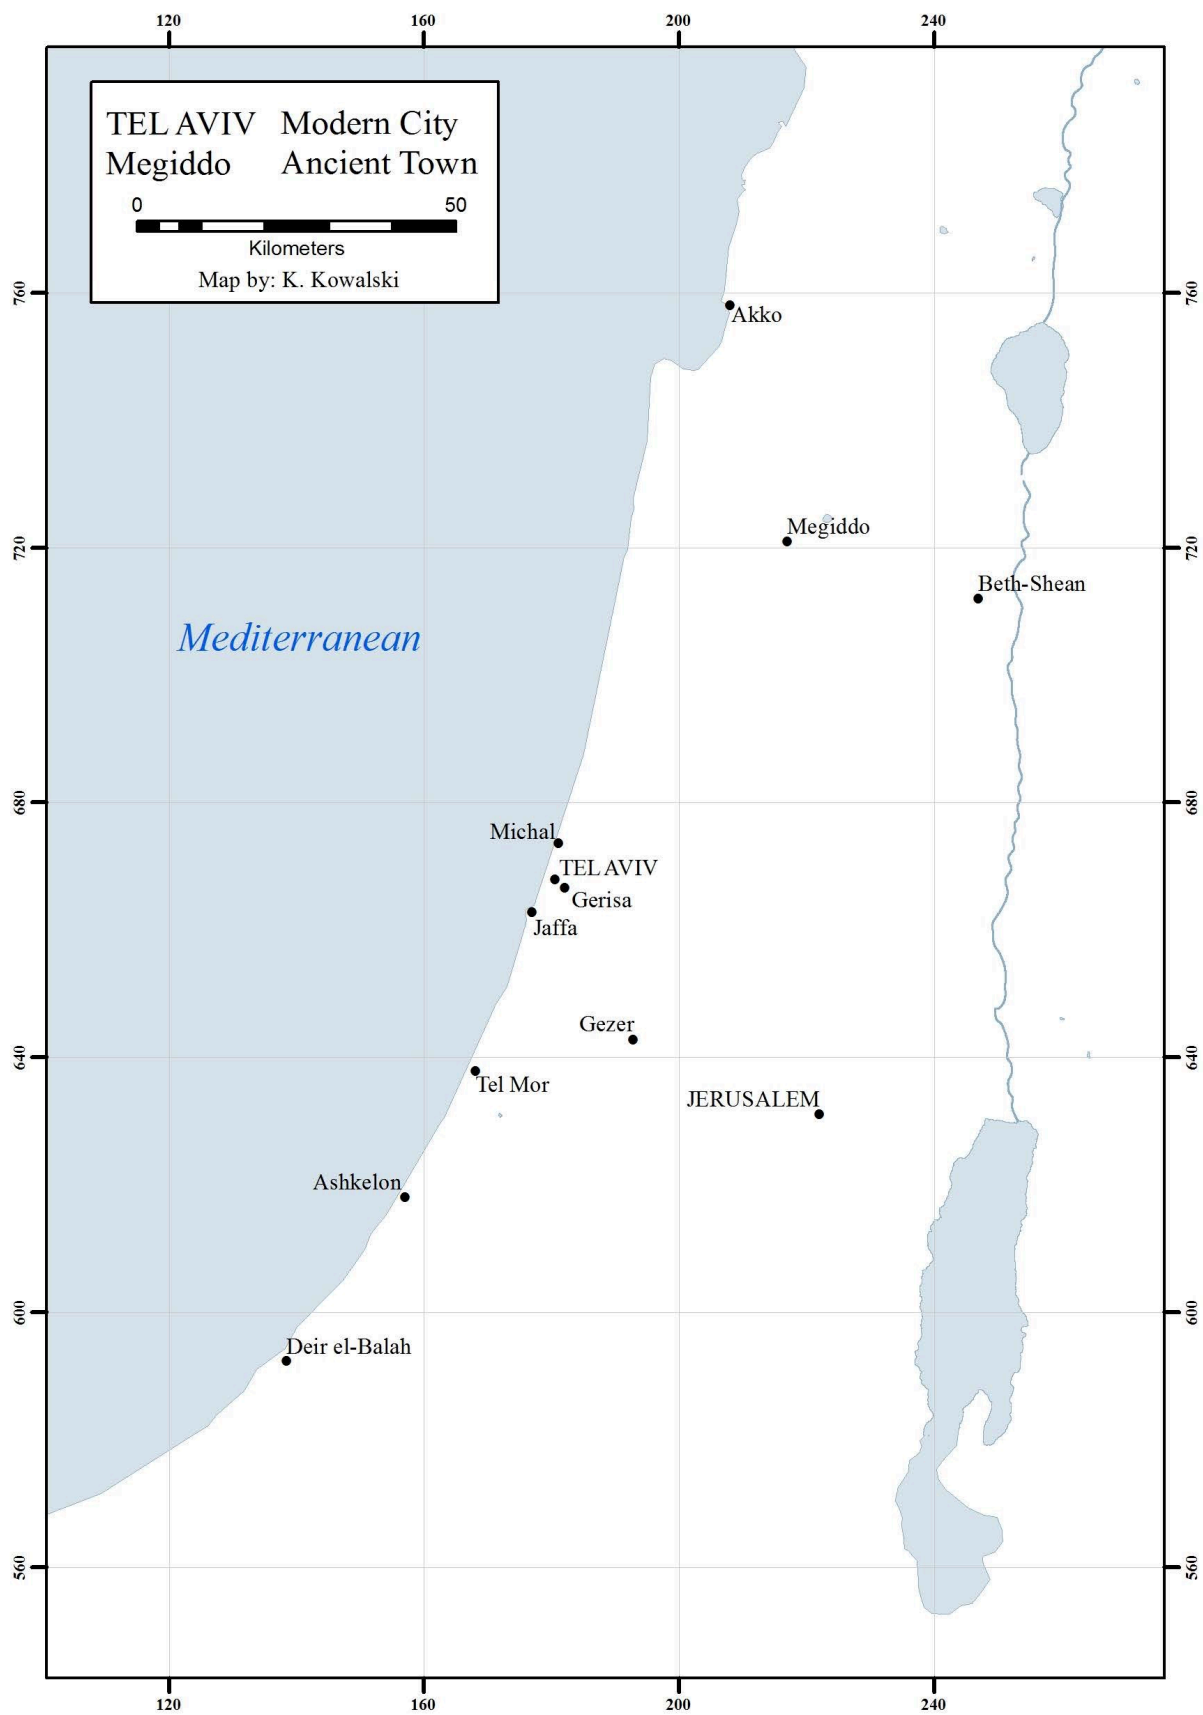 120 160 200 240
TEL AVIV Modern City
Megiddo Ancient Town
0 50
Kilometers
Map by: K. Kowalski
760 760
Akko
Megiddo
720 720
Beth-Shean
Mediterranean
680 680
Michal
TEL AVIV
Gerisa
Jaffa
Gezer
640 640
Tel Mor
JERUSALEM
Ashkelon
600 600
Deir el-Balah
560 560
120 160 200 240